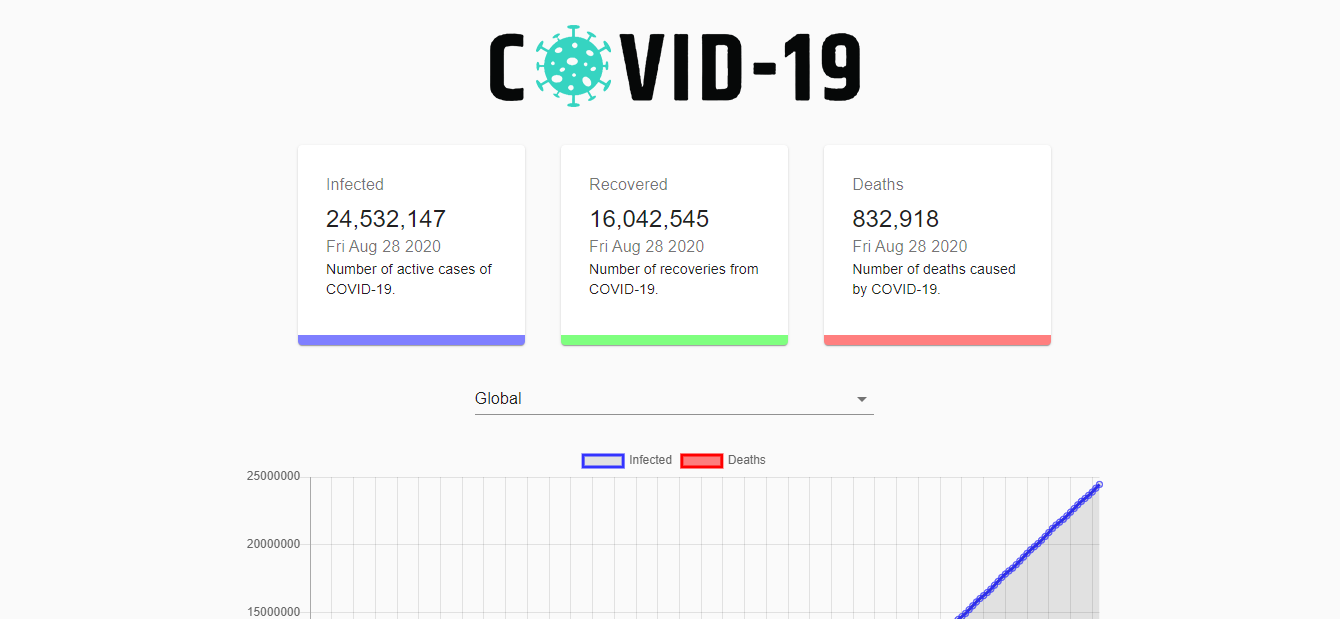 COVID-19
Infected
24,532,147
Fri Aug 28 2020
Number of active cases of
COVID-19.
Recovered
16,042,545
Fri Aug 28 2020
Number of recoveries from
COVID-19.
Deaths
832,918
Fri Aug 28 2020
Number of deaths caused
by COVID-19.
Global
Infected Deaths
25000000
20000000
15000000